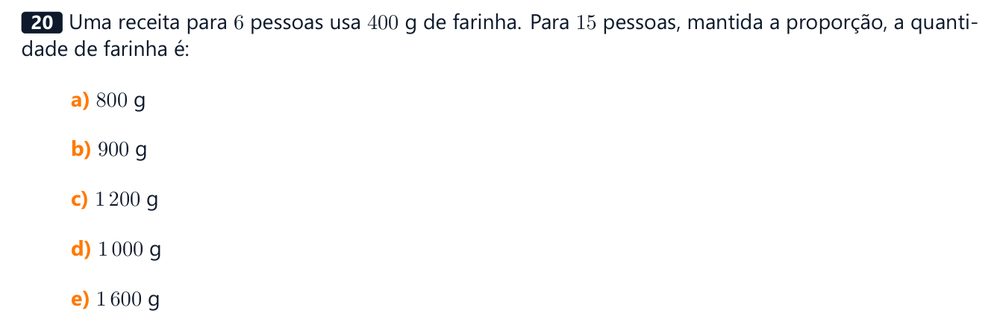 20 Uma receita para 6 pessoas usa 400 g de farinha. Para 15 pessoas, mantida a proporção, a quanti-
dade de farinha é:
a) 800 g
b) 900 g
c) 1 200 g
d) 1 000 g
e) 1 600 g